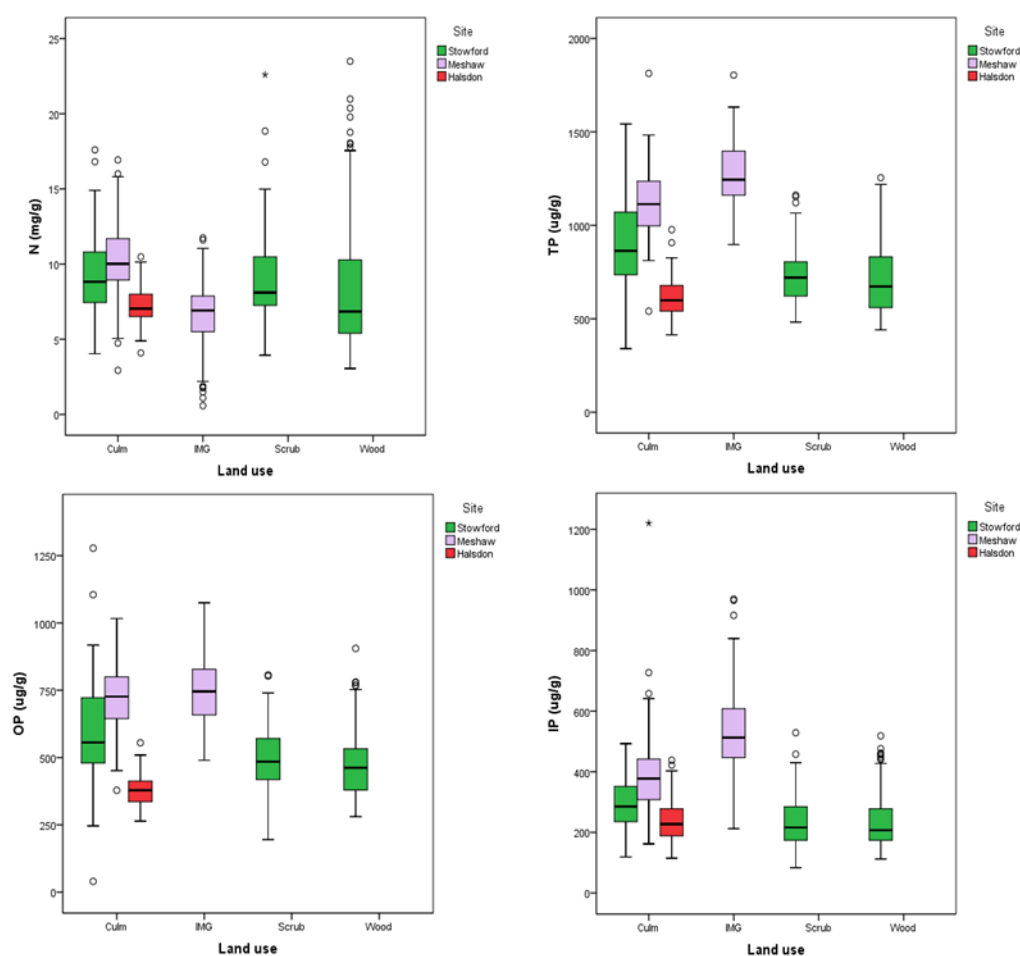 Site
Stowford
Meshaw
Halsdon
N (mg/g)
25
20
15
10
5
0
Culm IMG Scrub Wood
Land use
Site
Stowford
Meshaw
Halsdon
TP (ug/g)
2000
1500
1000
500
0
Culm IMG Scrub Wood
Land use
Site
Stowford
Meshaw
Halsdon
OP (ug/g)
1250
1000
750
500
250
0
Culm IMG Scrub Wood
Land use
Site
Stowford
Meshaw
Halsdon
IP (ug/g)
1200
1000
800
600
400
200
0
Culm IMG Scrub Wood
Land use